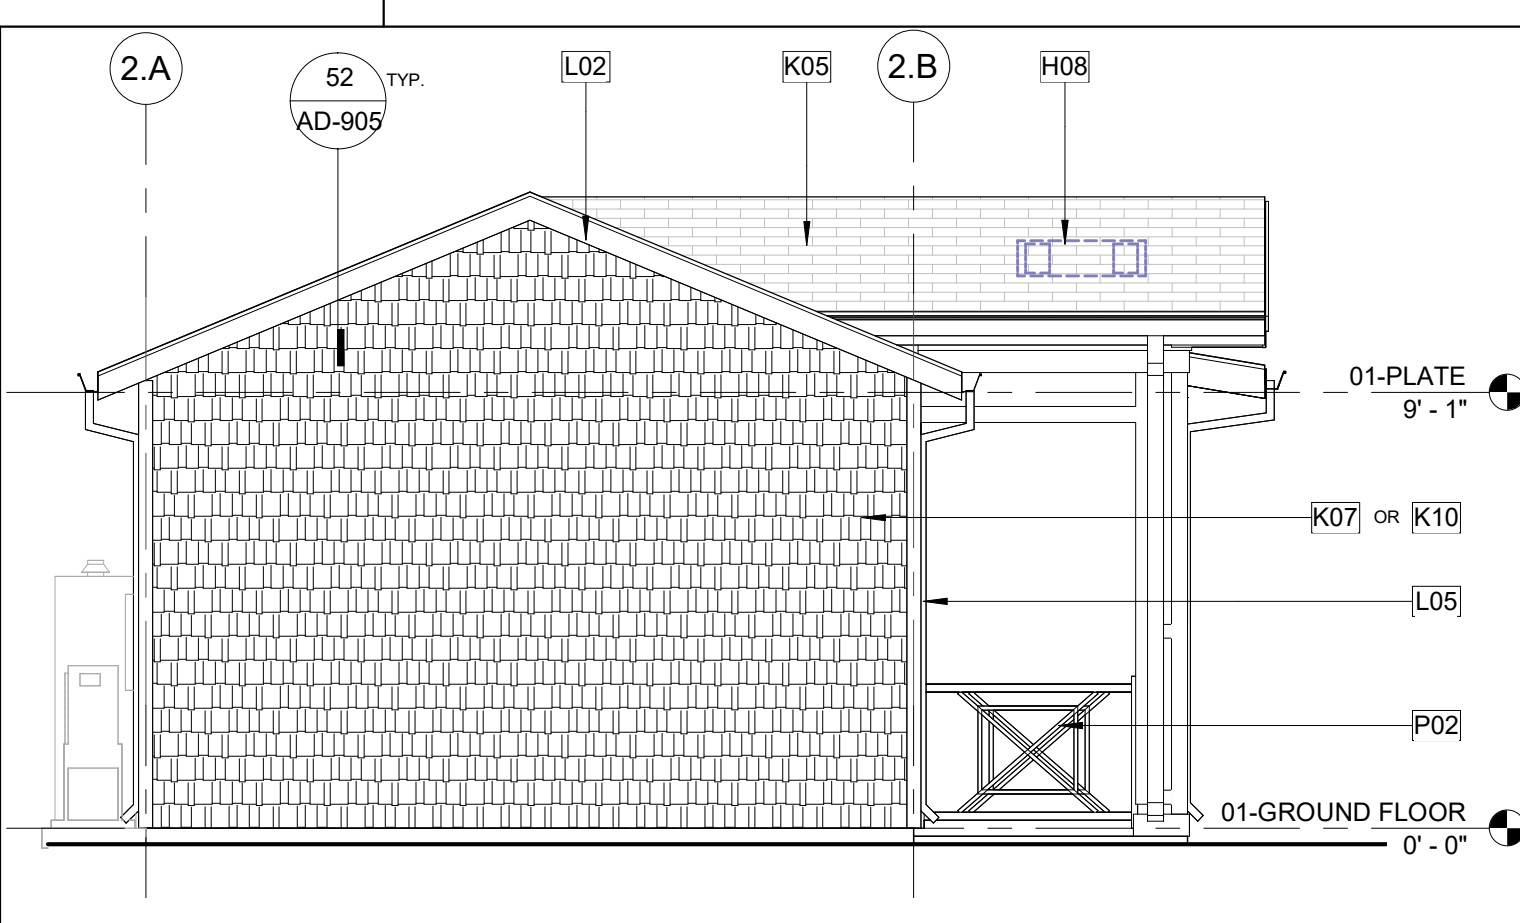 2.A
52
TYP.
AD-905
L02
K05
2.B
H08
01-PLATE
9' - 1"
K07 OR K10
L05
P02
01-GROUND FLOOR
0' - 0"